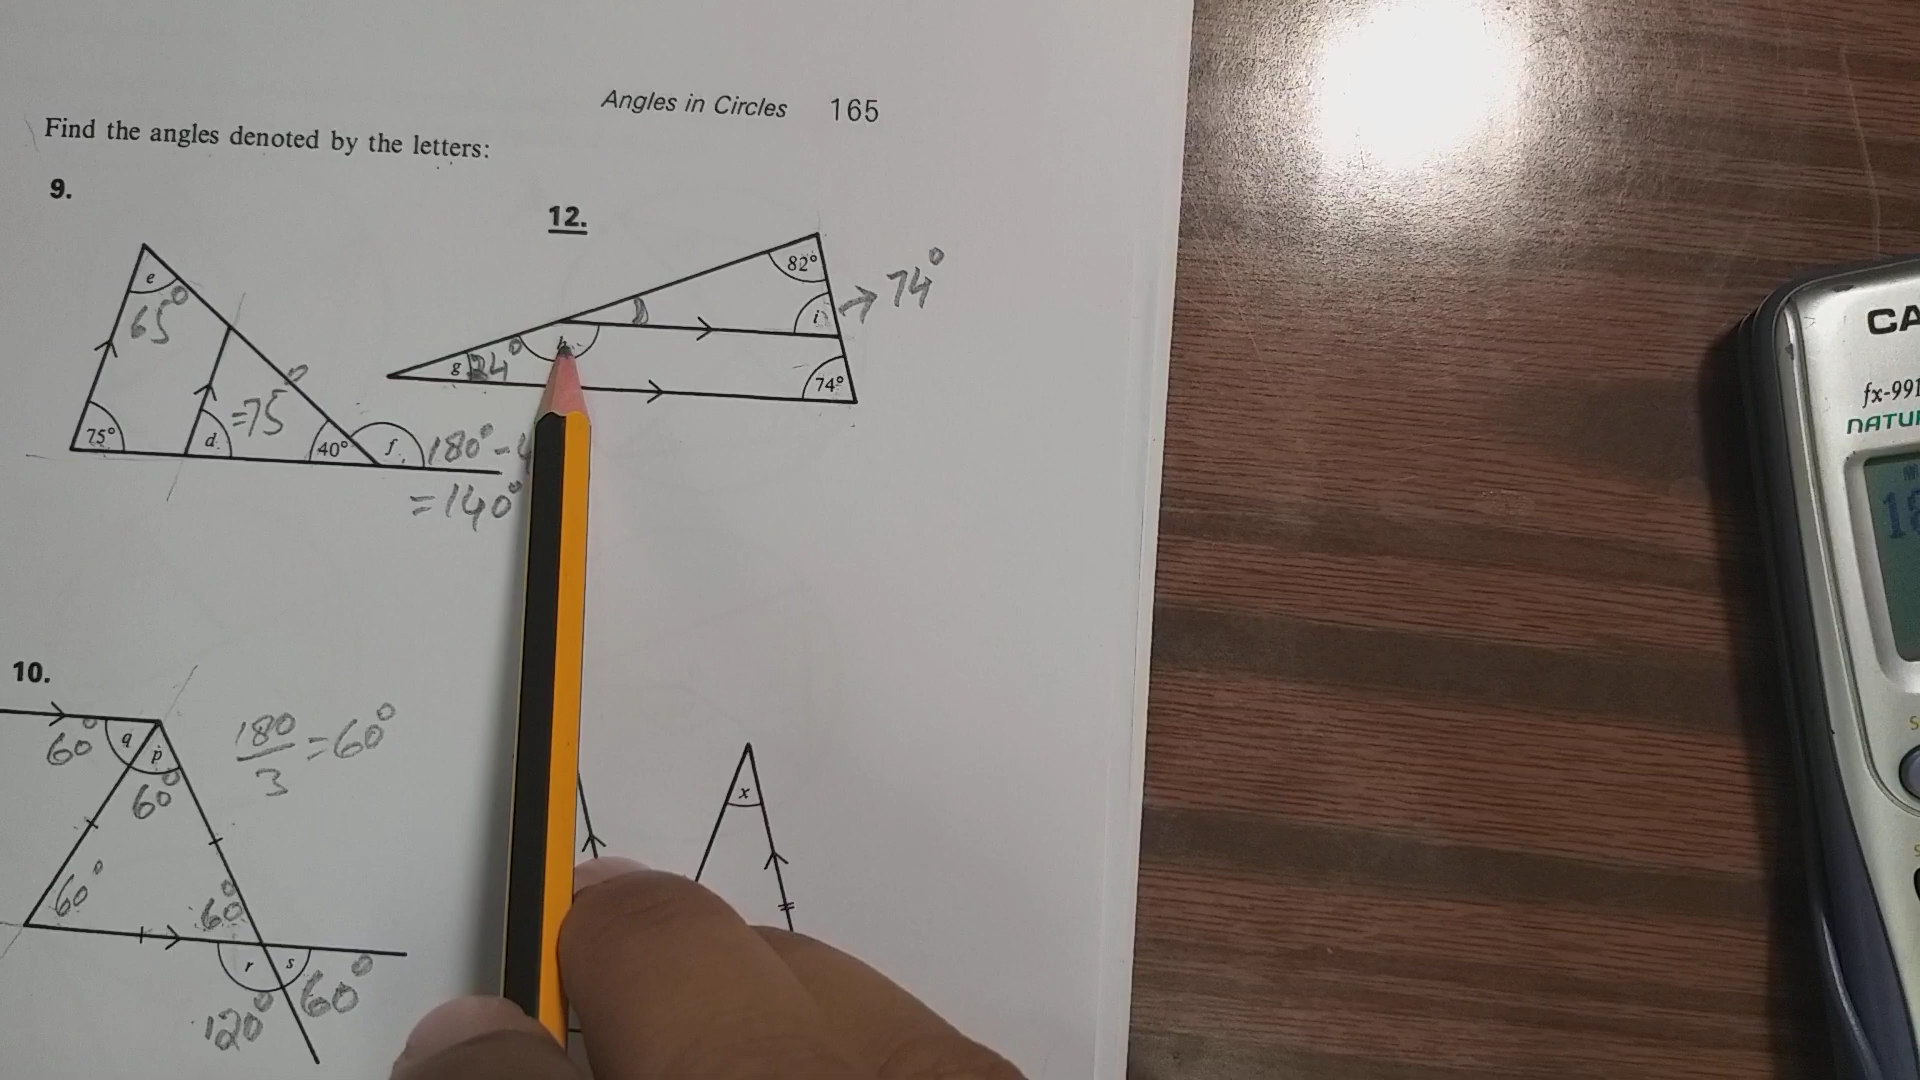 Angles in Circles 165
Find the angles denoted by the letters:
9.
e
65°
75°
d
=75°
40°
f
180°-
=140°
12.
82°
i
→ 74°
h
g
24°
74°
10.
60°
q
p
60°
180/3=60°
60°
60°
r
s
120°
60°
x
CA
fx-991
NATU